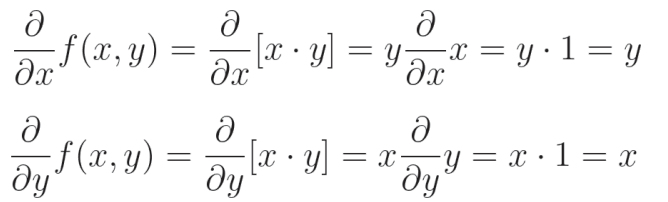 ∂/∂x f(x, y) = ∂/∂x [x · y] = y ∂/∂x x = y · 1 = y
∂/∂y f(x, y) = ∂/∂y [x · y] = x ∂/∂y y = x · 1 = x